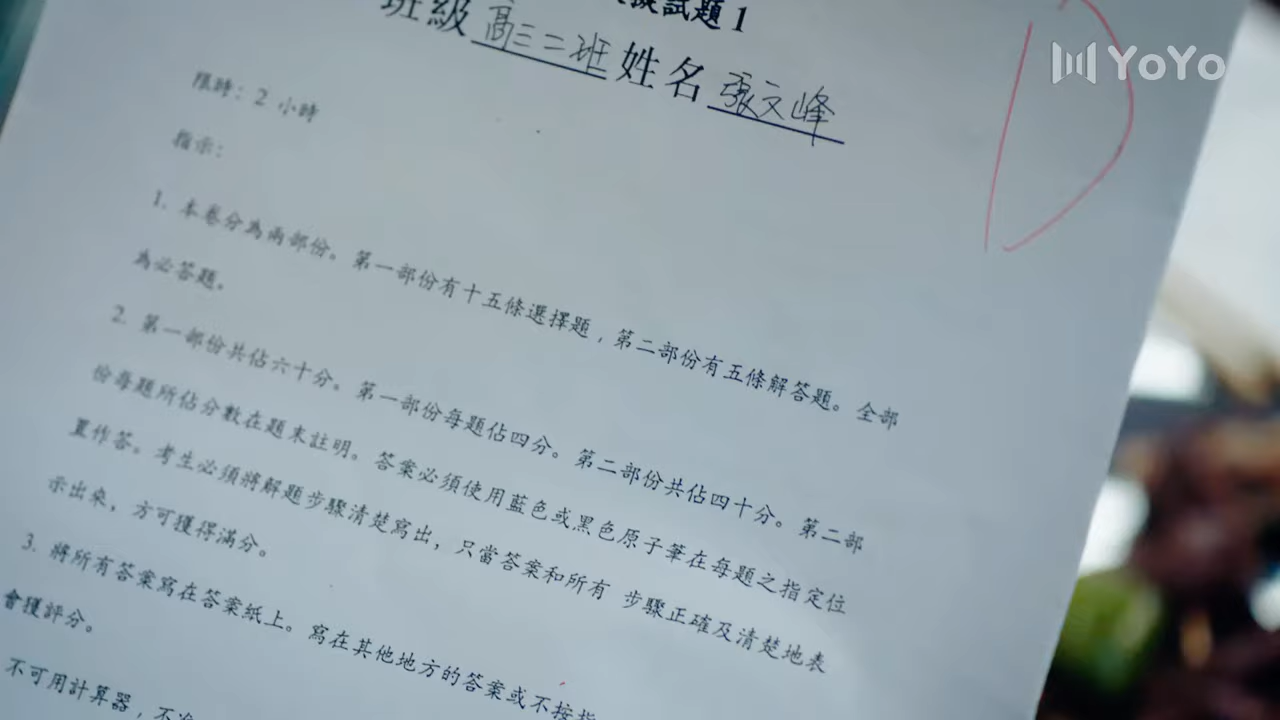 擬試題 1
班級 高三二班 姓名 張文峰
D
YoYo
限時：2 小時
指示：
1. 本卷分為兩部份。第一部份有十五條選擇題，第二部份有五條解答題。全部
為必答題。
2. 第一部份共佔六十分。第一部份每題佔四分。第二部份共佔四十分。第二部
份每題所佔分數在題末註明。答案必須使用藍色或黑色原子筆在每題之指定位
置作答。考生必須將解題步驟清楚寫出，只當答案和所有 步驟正確及清楚地表
示出來，方可獲得滿分。
3. 將所有答案寫在答案紙上。寫在其他地方的答案或不按指
會獲評分。
不可用計算器，不